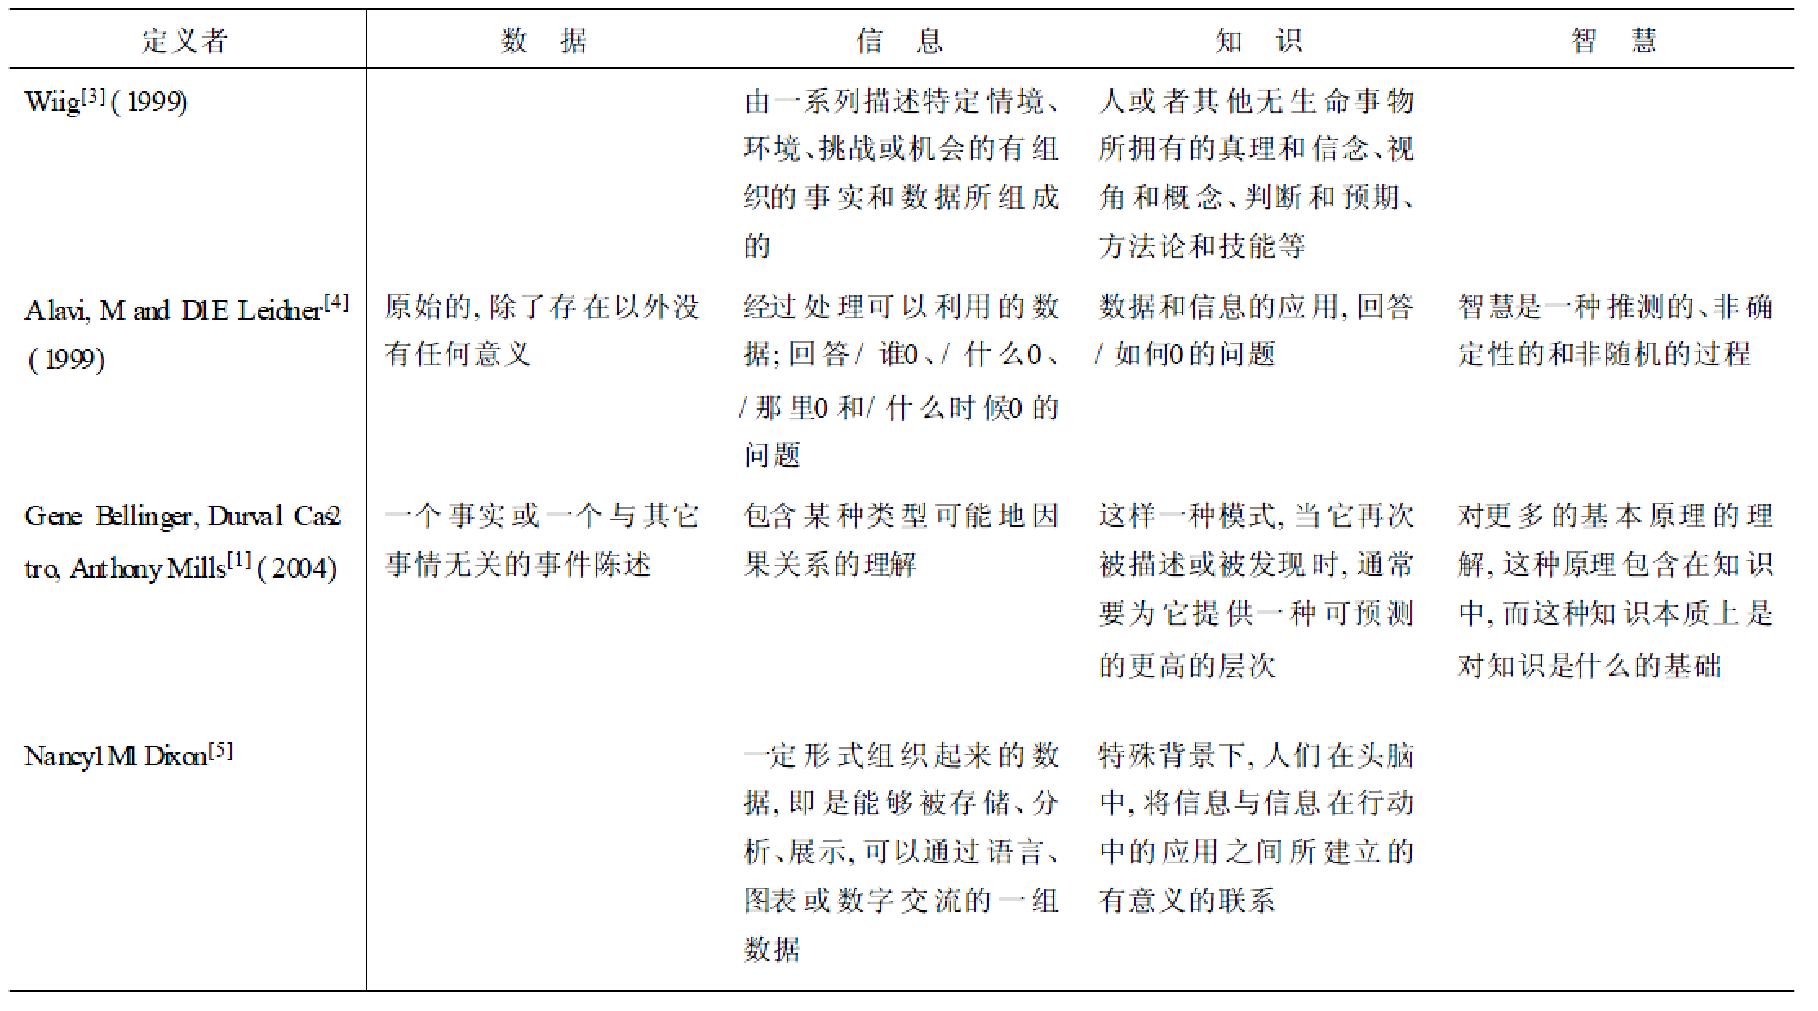 定义者 数 据 信 息 知 识 智 慧
Wiig[3] ( 1999)
由一系列描述特定情境、
环境、挑战或机会的有组
织的事实和数据所组成
的
人或者其他无生命事物
所拥有的真理和信念、视
角和概念、判断和预期、
方法论和技能等
Alavi, M and D1E Leidner[4]
( 1999)
原始的, 除了存在以外没
有任何意义
经过处理可以利用的数
据; 回答/ 谁0、/ 什么0、
/ 那里0 和/ 什么时候0 的
问题
数据和信息的应用, 回答
/ 如何0 的问题
智慧是一种推测的、非确
定性的和非随机的过程
Gene Bellinger, Durval Cas2
tro, Anthony Mills[1] ( 2004)
一个事实或一个与其它
事情无关的事件陈述
包含某种类型可能地因
果关系的理解
这样一种模式, 当它再次
被描述或被发现时, 通常
要为它提供一种可预测
的更高的层次
对更多的基本原理的理
解, 这种原理包含在知识
中, 而这种知识本质上是
对知识是什么的基础
Nancy1M1Dixon[5]
一定形式组织起来的数
据, 即是能够被存储、分
析、展示, 可以通过语言、
图表或数字交流的一组
数据
特殊背景下, 人们在头脑
中, 将信息与信息在行动
中的应用之间所建立的
有意义的联系